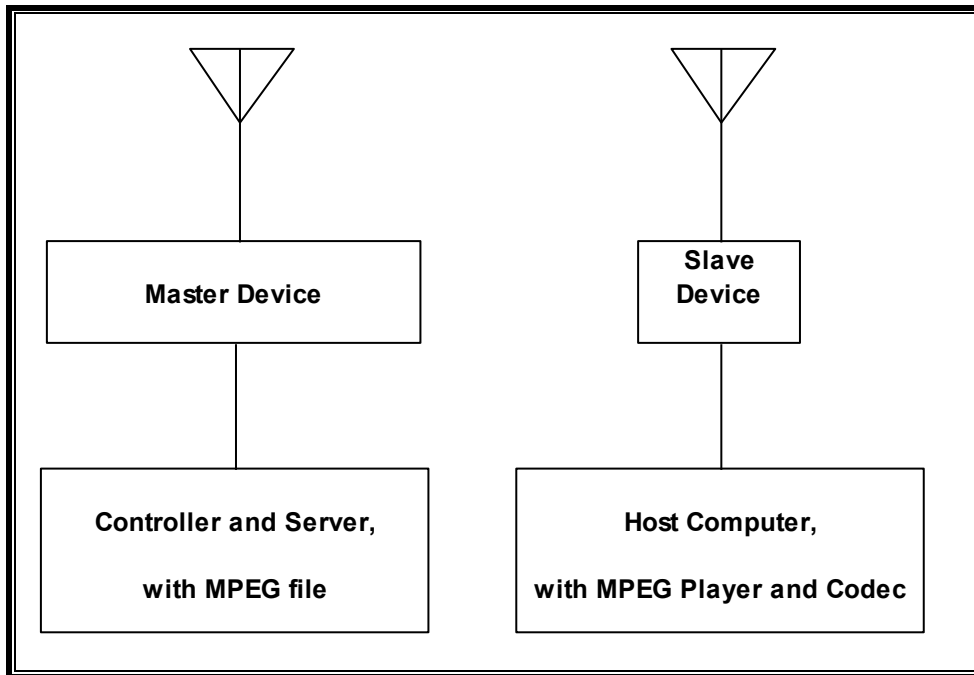 Master Device
Slave
Device
Controller and Server,
with MPEG file
Host Computer,
with MPEG Player and Codec